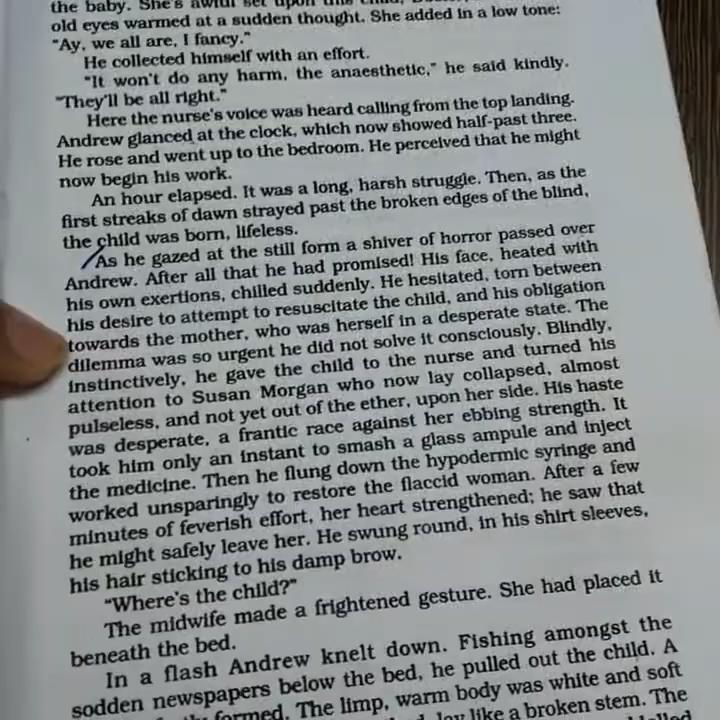 the baby. She's awful set upon this child,
old eyes warmed at a sudden thought. She added in a low tone:
"Ay, we all are, I fancy."
He collected himself with an effort.
"It won't do any harm, the anaesthetic," he said kindly.
"They'll be all right."
Here the nurse's voice was heard calling from the top landing.
Andrew glanced at the clock, which now showed half-past three.
He rose and went up to the bedroom. He perceived that he might
now begin his work.
An hour elapsed. It was a long, harsh struggle. Then, as the
first streaks of dawn strayed past the broken edges of the blind,
the child was born, lifeless.
As he gazed at the still form a shiver of horror passed over
Andrew. After all that he had promised! His face, heated with
his own exertions, chilled suddenly. He hesitated, torn between
his desire to attempt to resuscitate the child, and his obligation
towards the mother, who was herself in a desperate state. The
dilemma was so urgent he did not solve it consciously. Blindly,
instinctively, he gave the child to the nurse and turned his
attention to Susan Morgan who now lay collapsed, almost
pulseless, and not yet out of the ether, upon her side. His haste
was desperate, a frantic race against her ebbing strength. It
took him only an instant to smash a glass ampule and inject
the medicine. Then he flung down the hypodermic syringe and
worked unsparingly to restore the flaccid woman. After a few
minutes of feverish effort, her heart strengthened; he saw that
he might safely leave her. He swung round, in his shirt sleeves,
his hair sticking to his damp brow.
"Where's the child?"
The midwife made a frightened gesture. She had placed it
beneath the bed.
In a flash Andrew knelt down. Fishing amongst the
sodden newspapers below the bed, he pulled out the child. A
formed. The limp, warm body was white and soft
lay like a broken stem. The